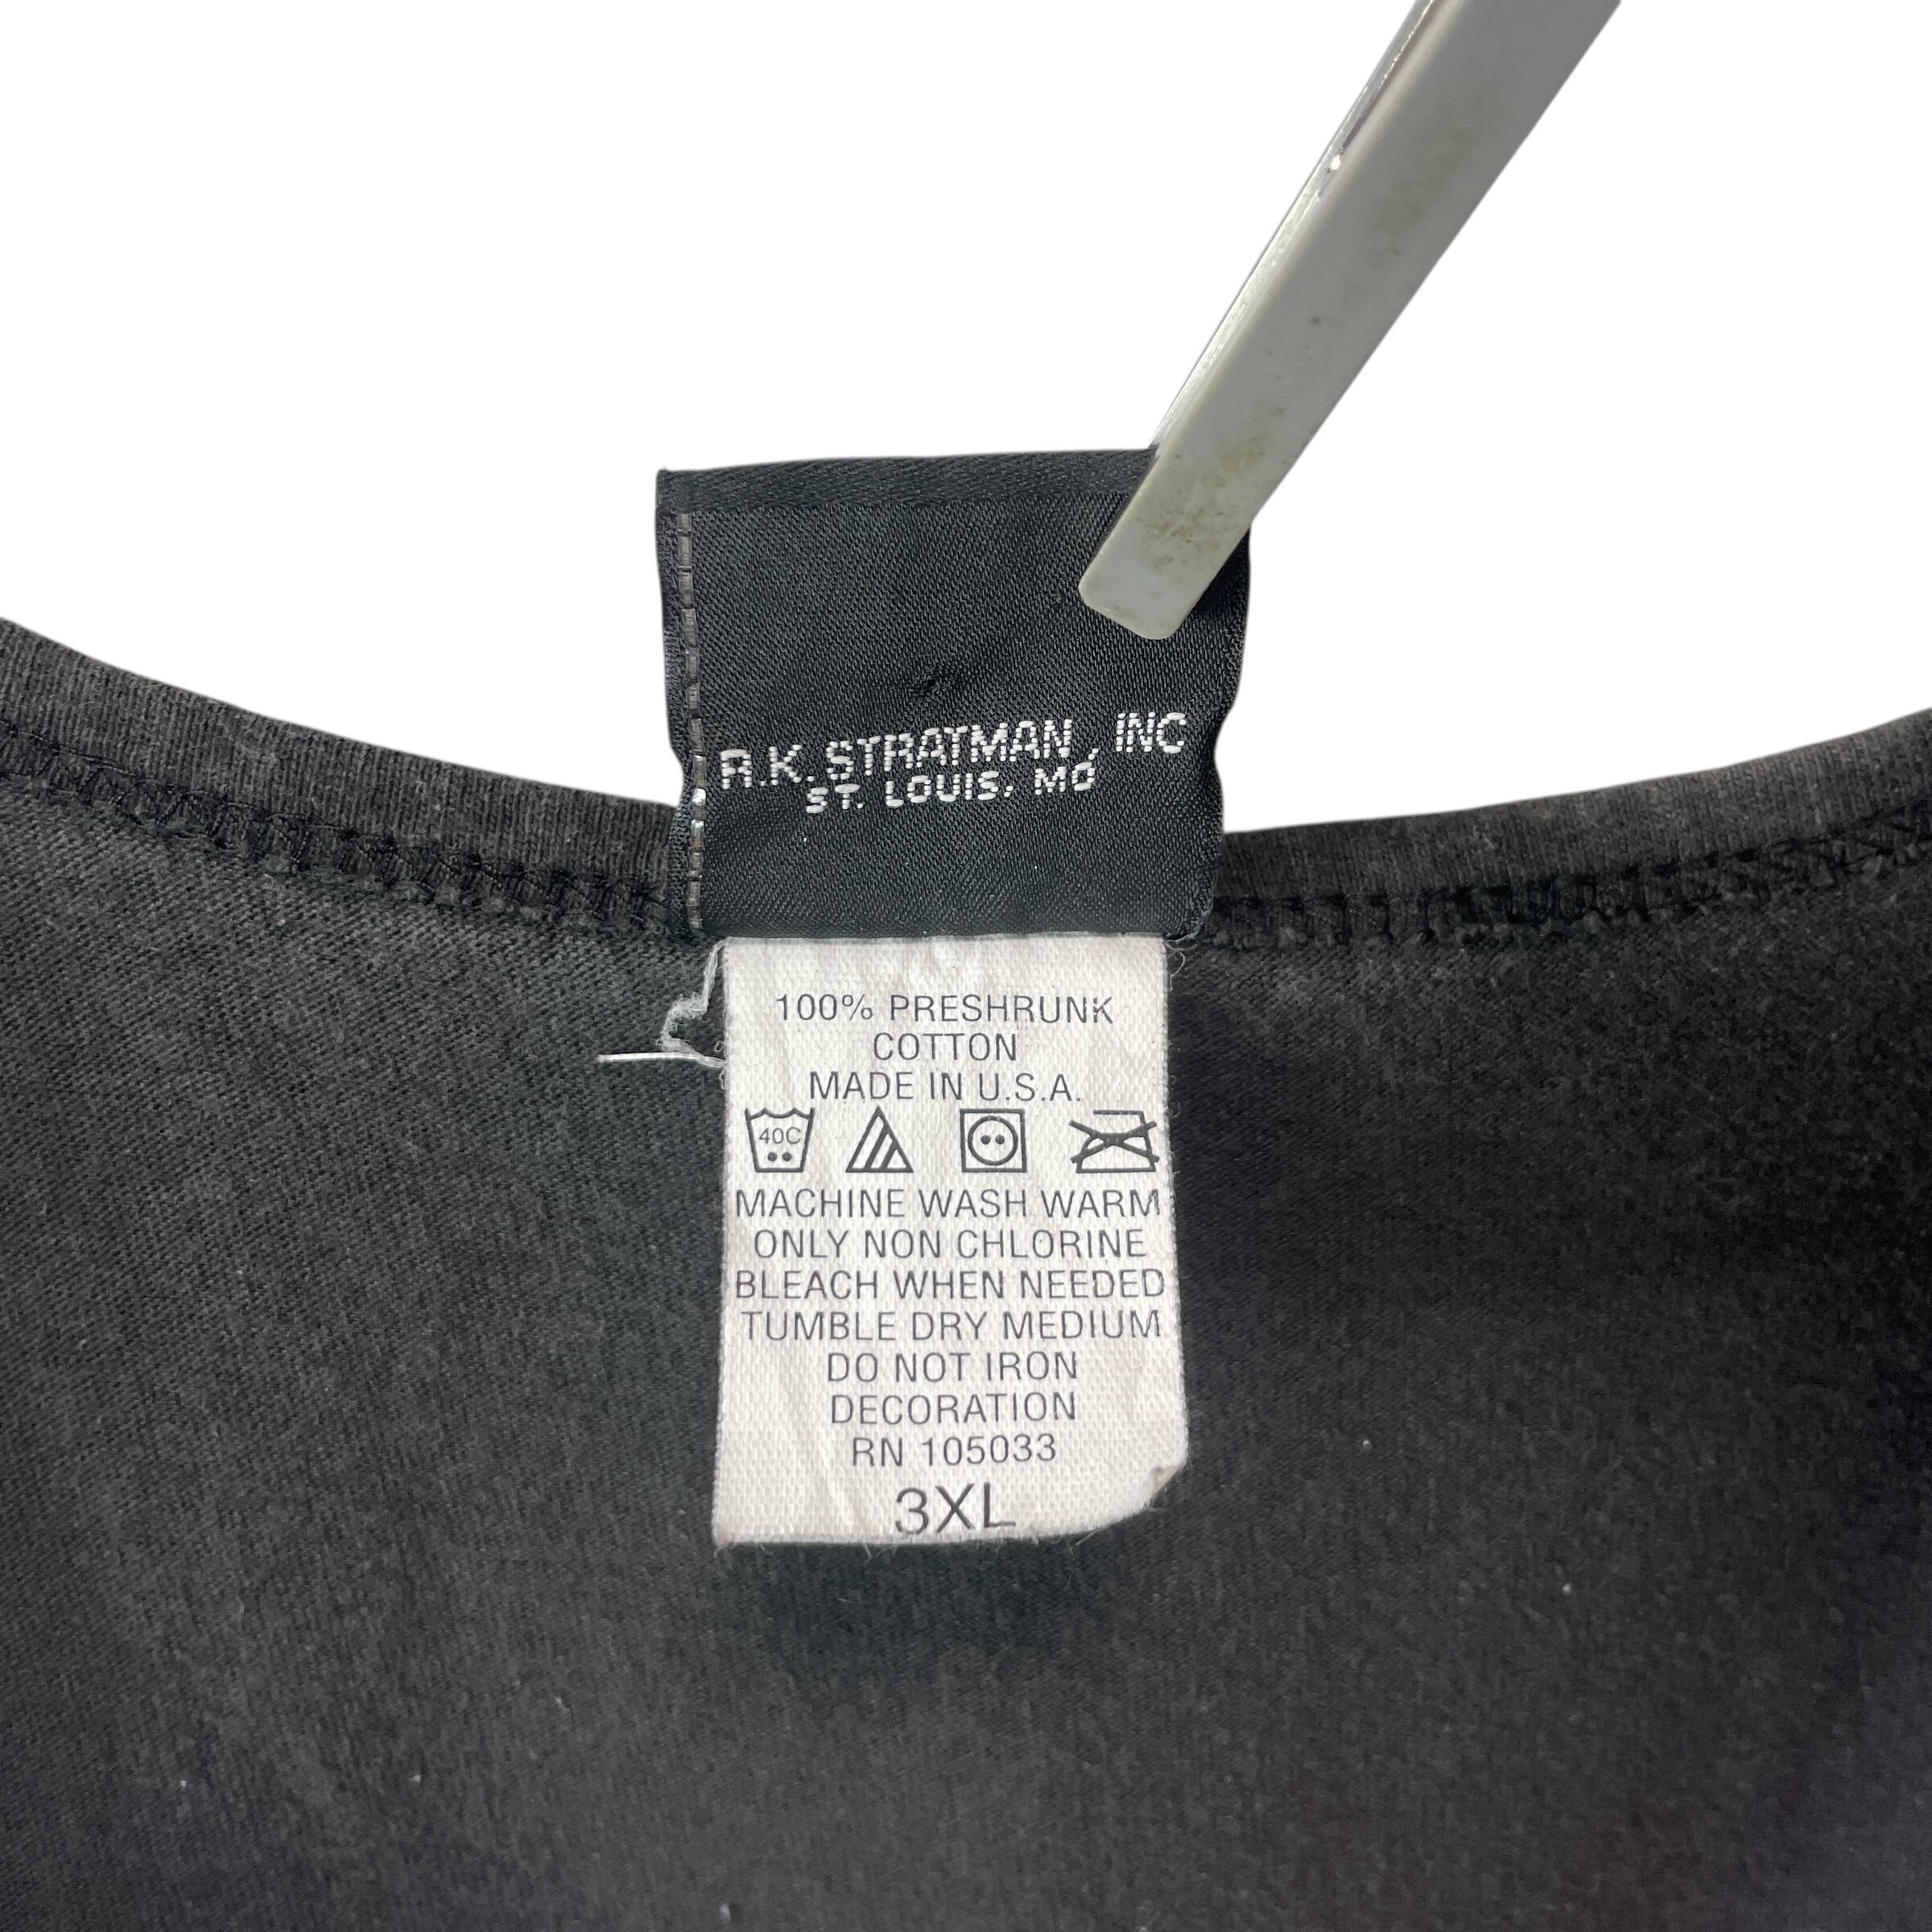 R.K. STRATMAN, INC
ST. LOUIS, MO
100% PRESHRUNK
COTTON
MADE IN U.S.A.
40C
MACHINE WASH WARM
ONLY NON CHLORINE
BLEACH WHEN NEEDED
TUMBLE DRY MEDIUM
DO NOT IRON
DECORATION
RN 105033
3XL